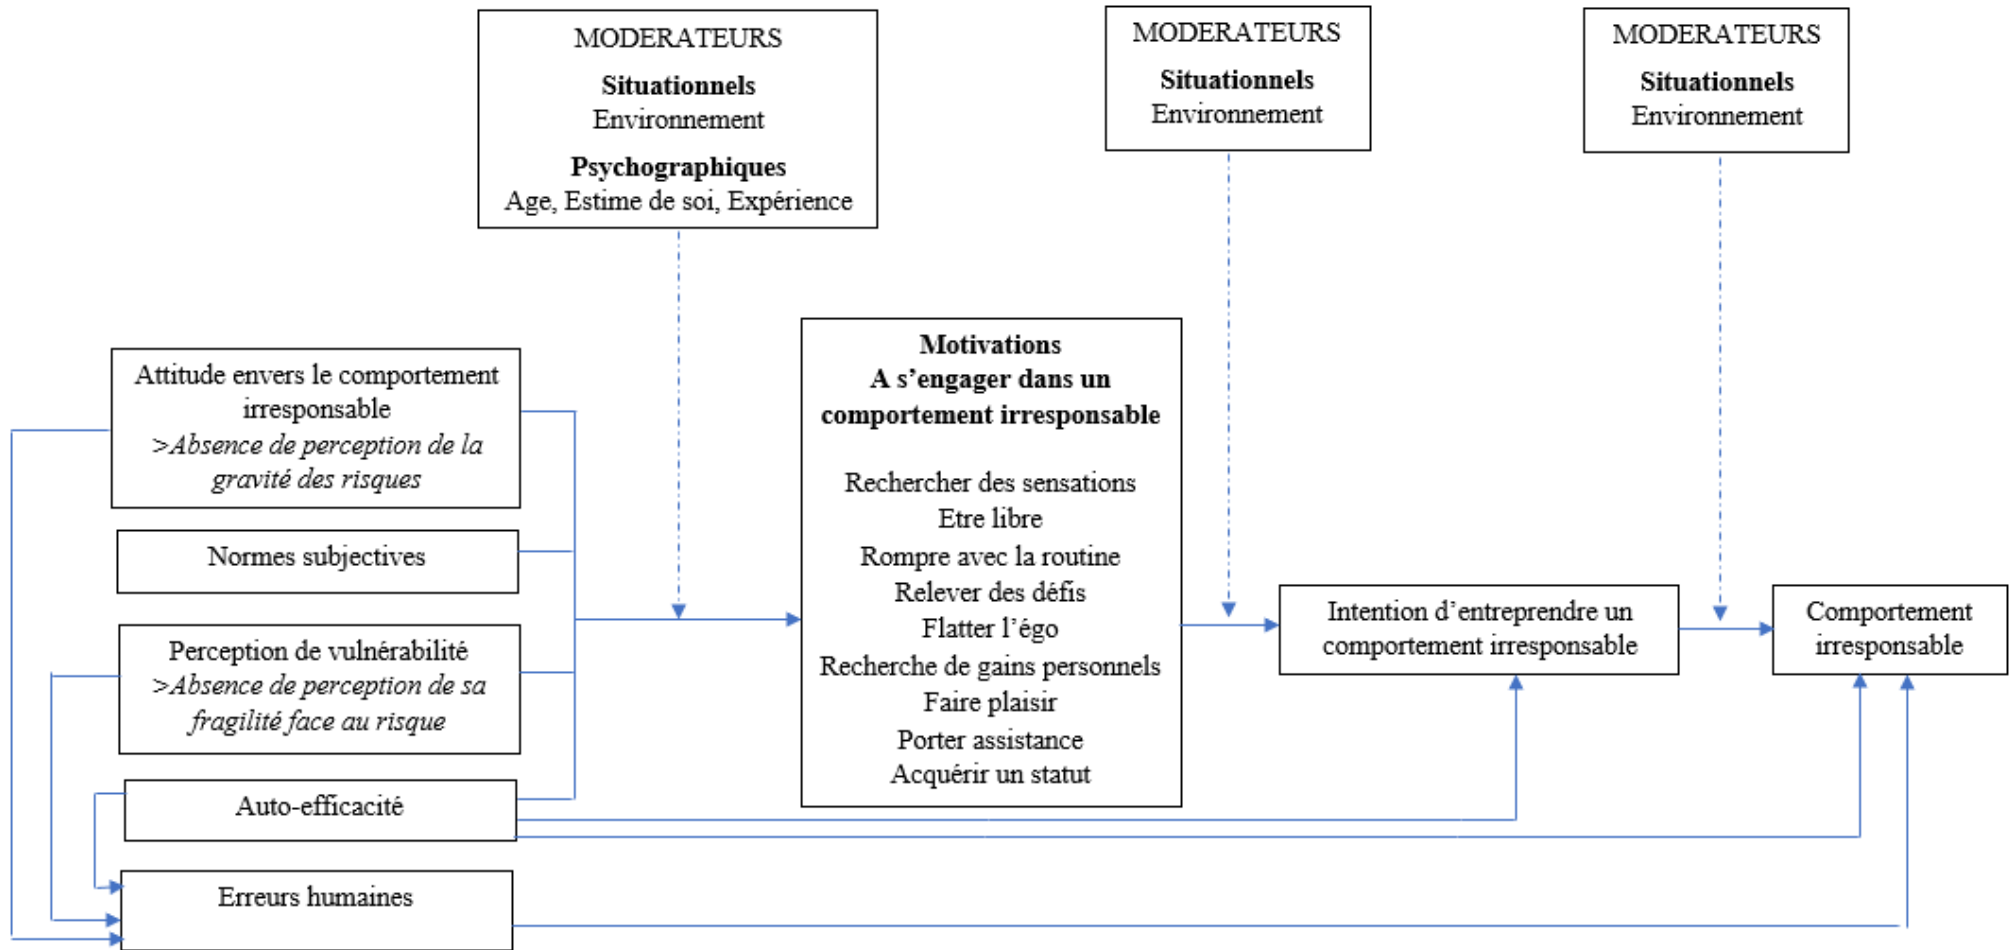 MODERATEURS
Situationnels
Environnement
Psychographiques
Age, Estime de soi, Expérience
MODERATEURS
Situationnels
Environnement
MODERATEURS
Situationnels
Environnement
Attitude envers le comportement
irresponsable
>Absence de perception de la
gravité des risques
Normes subjectives
Perception de vulnérabilité
>Absence de perception de sa
fragilité face au risque
Auto-efficacité
Erreurs humaines
Motivations
A s’engager dans un
comportement irresponsable
Rechercher des sensations
Etre libre
Rompre avec la routine
Relever des défis
Flatter l’égo
Recherche de gains personnels
Faire plaisir
Porter assistance
Acquérir un statut
Intention d’entreprendre un
comportement irresponsable
Comportement
irresponsable